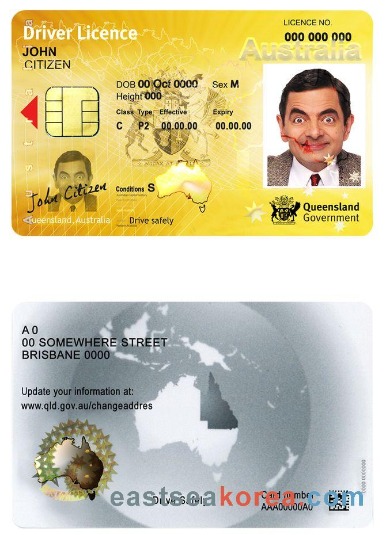 Driver Licence
LICENCE NO.
000 000 000
Australia
JOHN
CITIZEN
DOB 00 Oct 0000 Sex M
Height 000
Class Type Effective Expiry
C P2 00.00.00 00.00.00
John Citizen
Conditions S
Queensland, Australia
Drive safely
Queensland
Government
A 0
00 SOMEWHERE STREET
BRISBANE 0000
Update your information at:
www.qld.gov.au/changeaddres
Drive Safely
eastseakorea.com
Card number
AAA00000A0